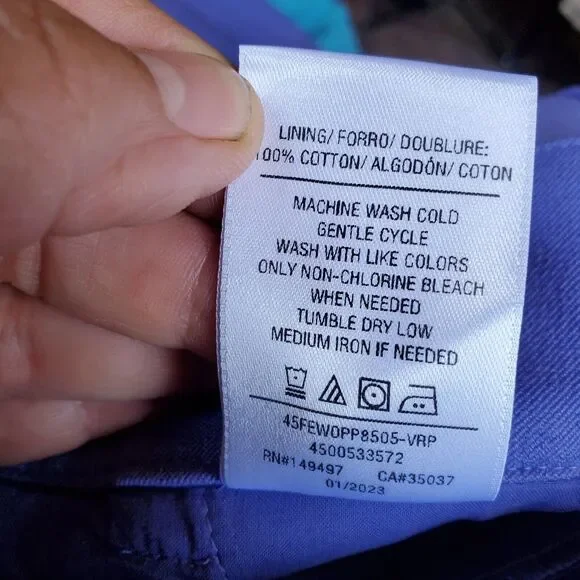 LINING/ FORRO/ DOUBLURE:
100% COTTON/ ALGODÓN/ COTON
MACHINE WASH COLD
GENTLE CYCLE
WASH WITH LIKE COLORS
ONLY NON-CHLORINE BLEACH
WHEN NEEDED
TUMBLE DRY LOW
MEDIUM IRON IF NEEDED
45FEWOPP8505-VRP
4500533572
RN#149497 CA#35037
01/2023